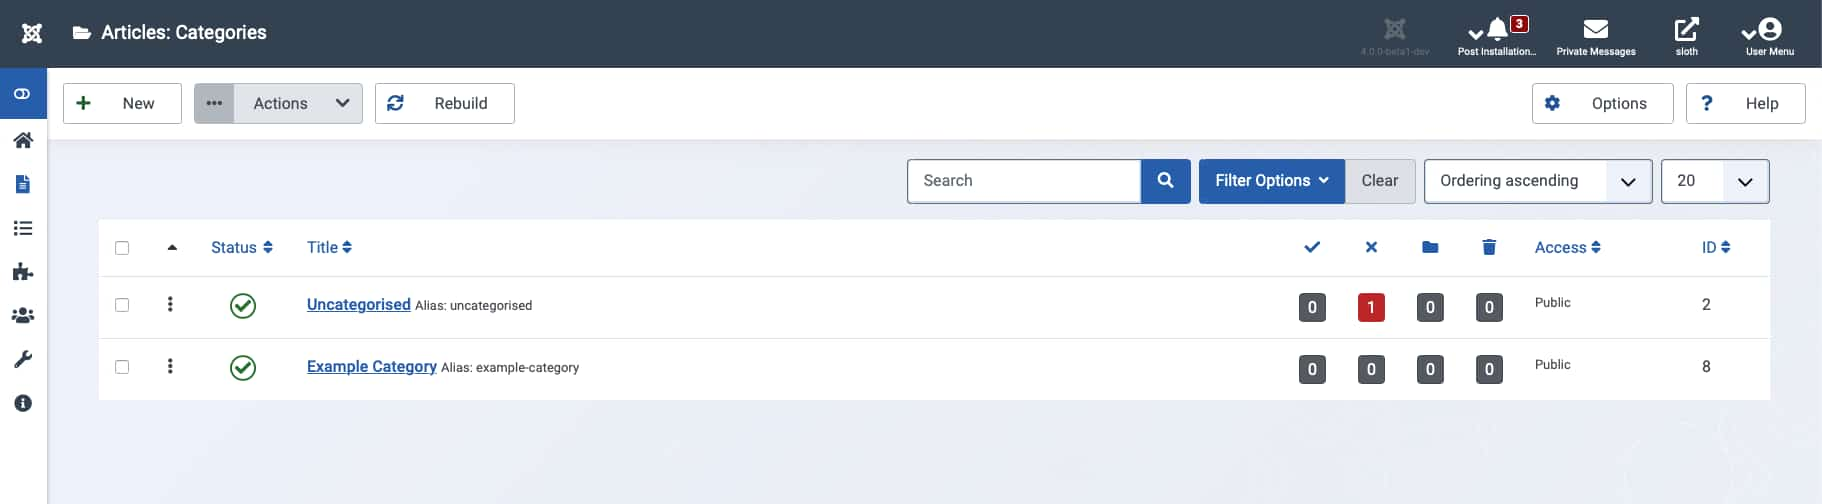 Articles: Categories
4.0.0-beta1-dev
3
Post Installation...
Private Messages
sloth
User Menu
New
Actions
Rebuild
Options
Help
Search
Filter Options
Clear
Ordering ascending
20
Status
Title
Access
ID
Uncategorised Alias: uncategorised
0 1 0 0
Public
2
Example Category Alias: example-category
0 0 0 0
Public
8